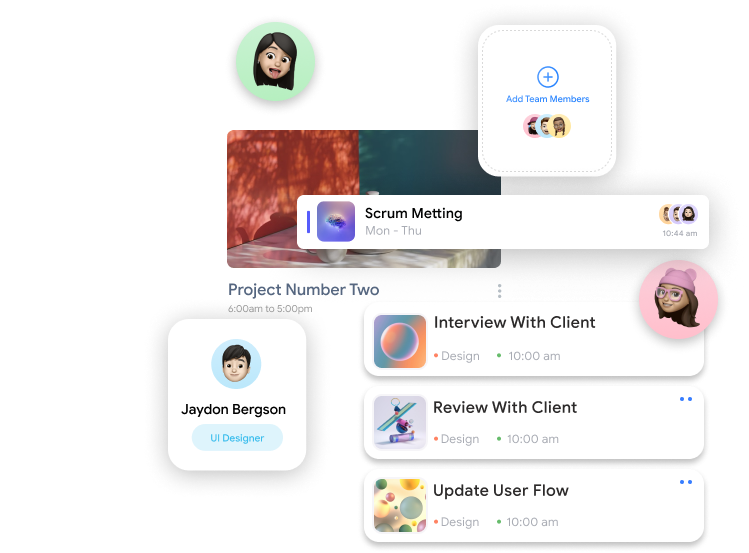 Add Team Members
Scrum Metting
Mon - Thu
10:44 am
Project Number Two
6:00am to 5:00pm
Interview With Client
Design 10:00 am
Jaydon Bergson
UI Designer
Review With Client
Design 10:00 am
Update User Flow
Design 10:00 am